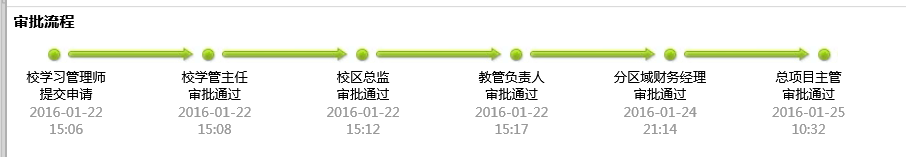 审批流程
校学习管理师 校学管主任 校区总监 教管负责人 分区域财务经理 总项目主管
提交申请 审批通过 审批通过 审批通过 审批通过 审批通过
2016-01-22 2016-01-22 2016-01-22 2016-01-22 2016-01-24 2016-01-25
15:06 15:08 15:12 15:17 21:14 10:32